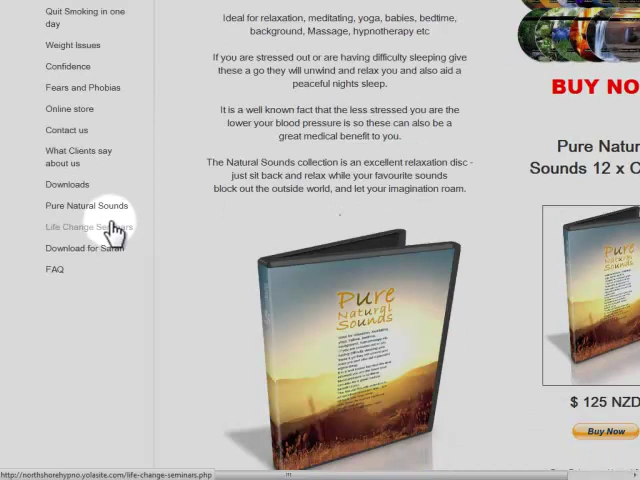 Quit Smoking in one
day
Weight Issues
Confidence
Fears and Phobias
Online store
Contact us
What Clients say
about us
Downloads
Pure Natural Sounds
Life Change Seminars
Download for Sarah
FAQ
Ideal for relaxation, meditating, yoga, babies, bedtime,
background, Massage, hypnotherapy etc
If you are stressed out or are having difficulty sleeping give
these a go they will unwind and relax you and also aid a
peaceful nights sleep.
It is a well known fact that the less stressed you are the
lower your blood pressure is so these can also be a
great medical benefit to you.
The Natural Sounds collection is an excellent relaxation disc -
just sit back and relax while your favourite sounds
block out the outside world, and let your imagination roam.
Pure
Natural
Sounds
BUY NO
Pure Natur
Sounds 12 x C
$ 125 NZD
Buy Now
http://northshorehypno.yolasite.com/life-change-seminars.php